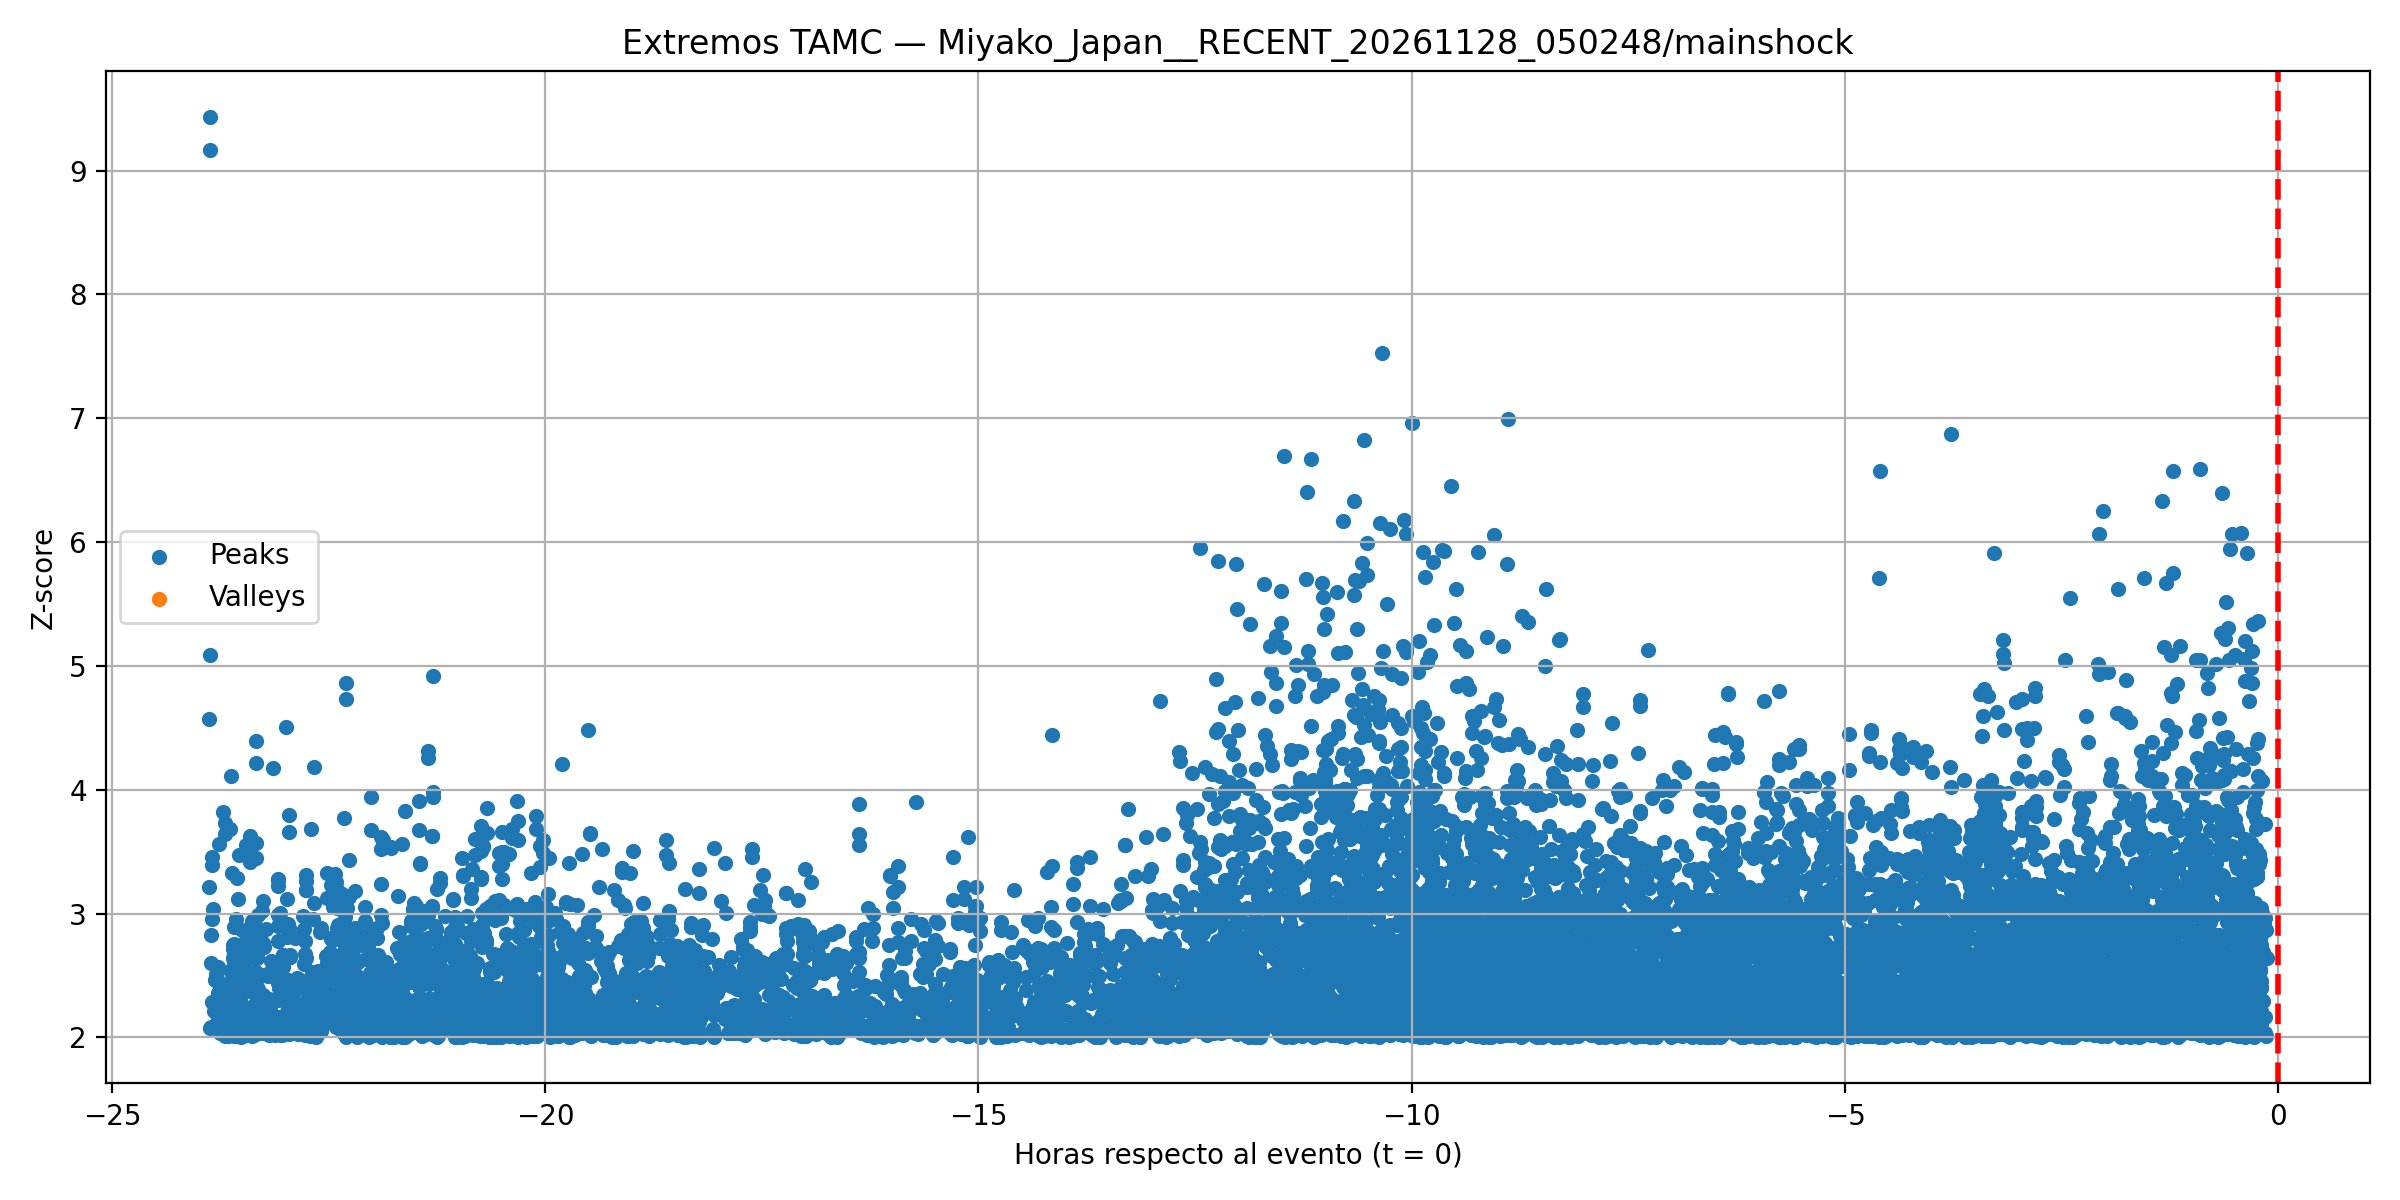 Extremos TAMC — Miyako_Japan__RECENT_20261128_050248/mainshock
9
8
7
6
5
4
3
2
Z-score
Peaks
Valleys
−25
−20
−15
−10
−5
0
Horas respecto al evento (t = 0)